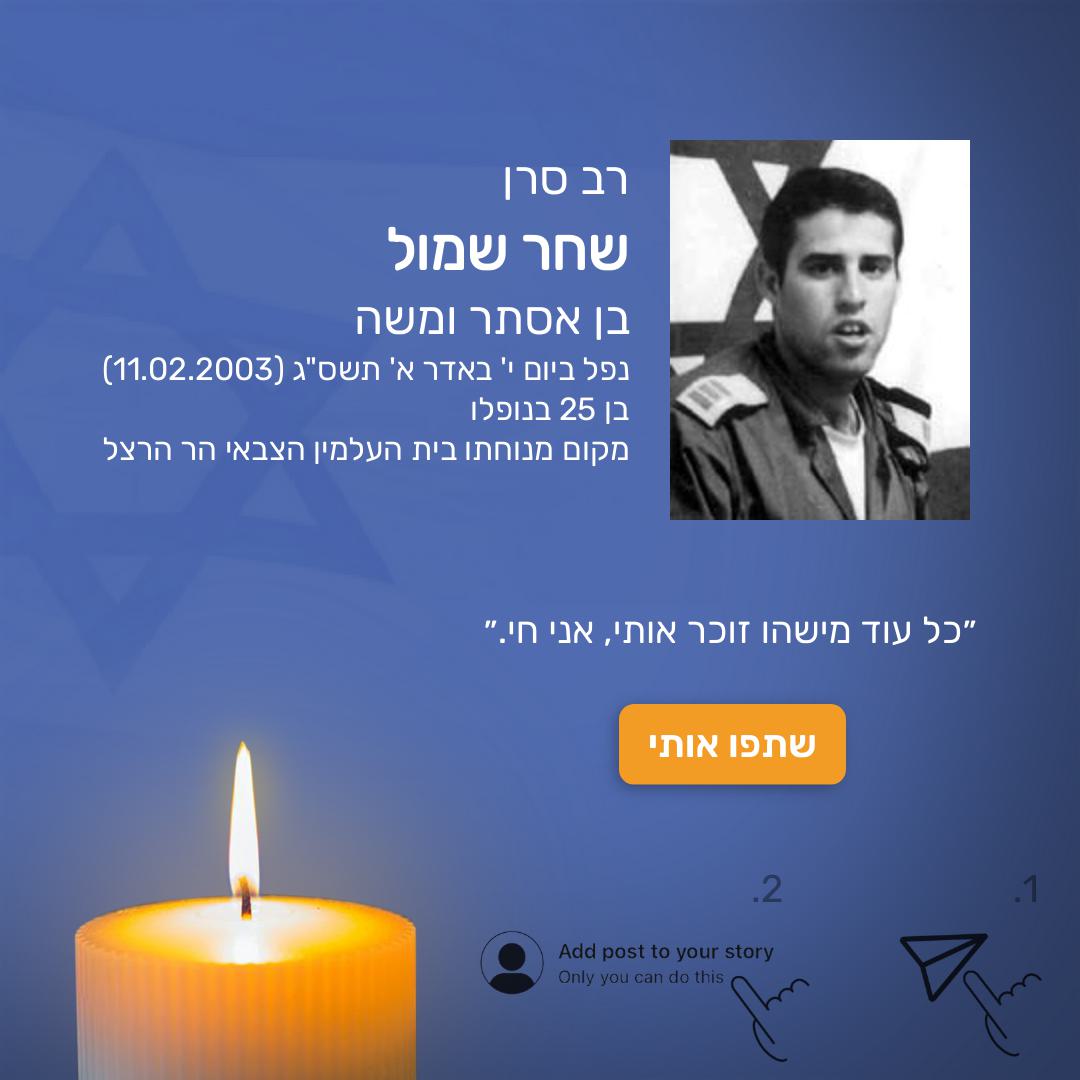 רב סרן
שחר שמול
בן אסתר ומשה
נפל ביום י' באדר א' תשס"ג (11.02.2003)
בן 25 בנופלו
מקום מנוחתו בית העלמין הצבאי הר הרצל
״כל עוד מישהו זוכר אותי, אני חי.״
שתפו אותי
.1
.2
Add post to your story
Only you can do this